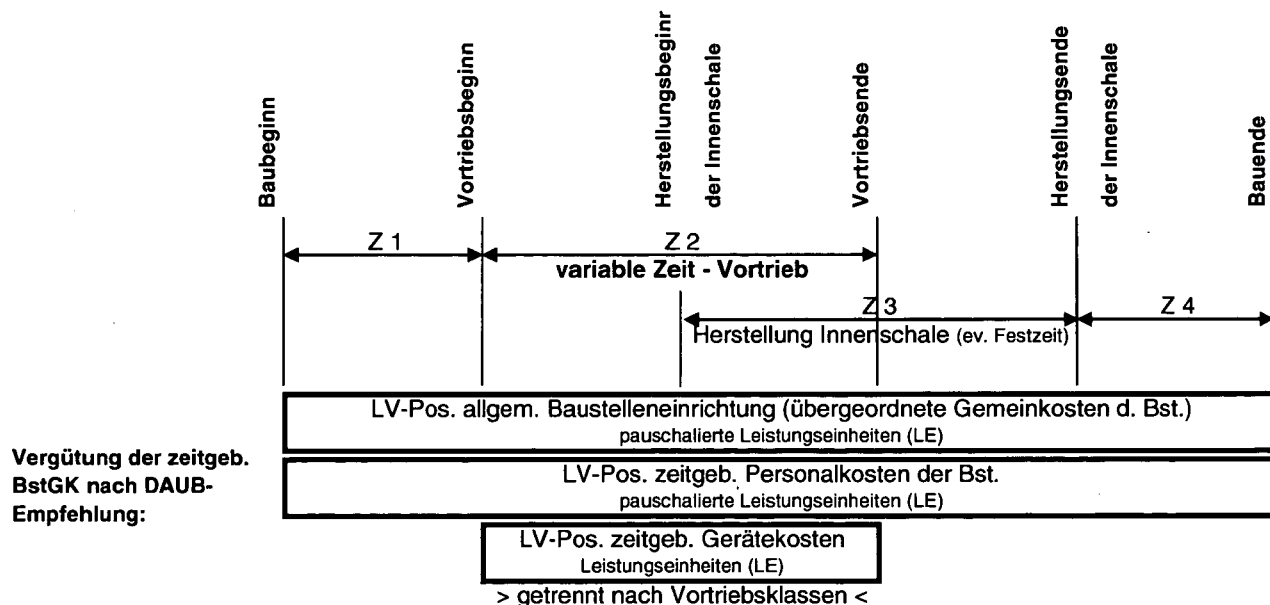 Baubeginn
Vortriebsbeginn
Herstellungsbeginr
der Innenschale
Vortriebsende
Herstellungsende
der Innenschale
Bauende
Z 1
Z 2
variable Zeit - Vortrieb
Z 3
Z 4
Herstellung Innenschale (ev. Festzeit)
LV-Pos. allgem. Baustelleneinrichtung (übergeordnete Gemeinkosten d. Bst.)
pauschalierte Leistungseinheiten (LE)
Vergütung der zeitgeb.
BstGK nach DAUB-
Empfehlung:
LV-Pos. zeitgeb. Personalkosten der Bst.
pauschalierte Leistungseinheiten (LE)
LV-Pos. zeitgeb. Gerätekosten
Leistungseinheiten (LE)
> getrennt nach Vortriebsklassen <